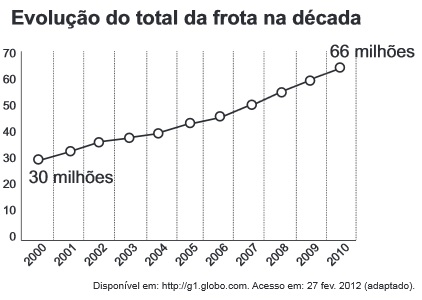 Evolução do total da frota na década
70
66 milhões
60
50
40
30
30 milhões
20
10
0
2000 2001 2002 2003 2004 2005 2006 2007 2008 2009 2010
Disponível em: http://g1.globo.com. Acesso em: 27 fev. 2012 (adaptado).